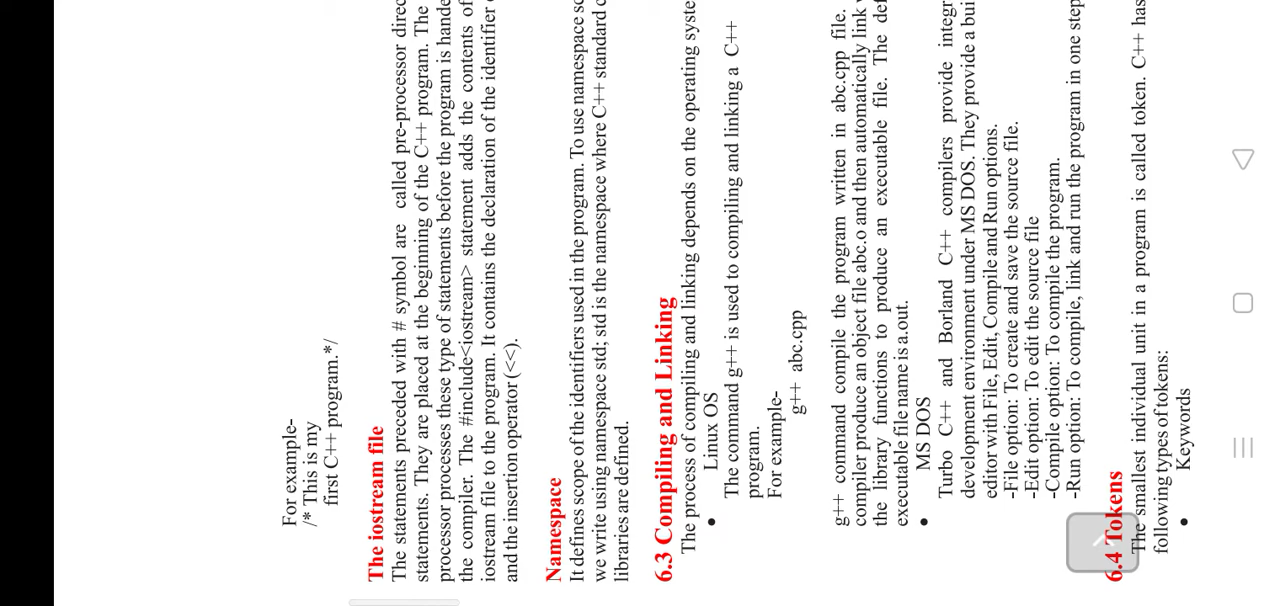 For example-
/* This is my
first C++ program.*/
The iostream file
The statements preceded with # symbol are called pre-processor direc
statements. They are placed at the beginning of the C++ program. The
processor processes these type of statements before the program is hande
the compiler. The #include<iostream> statement adds the contents of
iostream file to the program. It contains the declaration of the identifier
and the insertion operator (<<).
Namespace
It defines scope of the identifiers used in the program. To use namespace sc
we write using namespace std; std is the namespace where C++ standard c
libraries are defined.
6.3 Compiling and Linking
The process of compiling and linking depends on the operating syste
• Linux OS
The command g++ is used to compiling and linking a C++
program.
For example-
g++ abc.cpp
g++ command compile the program written in abc.cpp file.
compiler produce an object file abc.o and then automatically link
the library functions to produce an executable file. The def
executable file name is a.out.
• MS DOS
Turbo C++ and Borland C++ compilers provide integr
development environment under MS DOS. They provide a bui
editor with File, Edit, Compile and Run options.
-File option: To create and save the source file.
-Edit option: To edit the source file
-Compile option: To compile the program.
-Run option: To compile, link and run the program in one step
6.4 Tokens
The smallest individual unit in a program is called token. C++ has
following types of tokens:
• Keywords